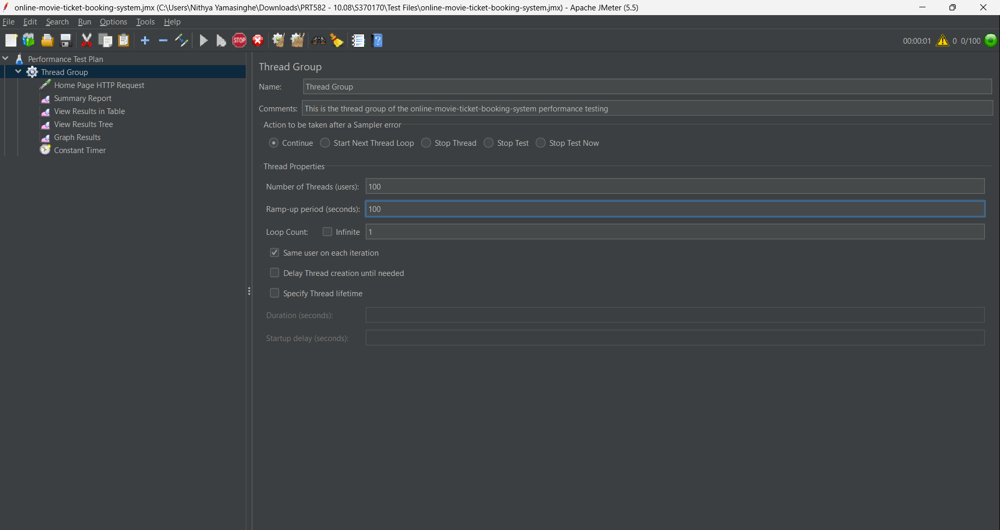 online-movie-ticket-booking-system.jmx (C:\Users\Nithya Yamasinghe\Downloads\PRT582 - 10.08\S370170\Test Files\online-movie-ticket-booking-system.jmx) - Apache JMeter (5.5)
File Edit Search Run Options Tools Help
STOP ? 00:00:01 0 0/100
Performance Test Plan
Thread Group
Home Page HTTP Request
Summary Report
View Results in Table
View Results Tree
Graph Results
Constant Timer
Thread Group
Name: Thread Group
Comments: This is the thread group of the online-movie-ticket-booking-system performance testing
Action to be taken after a Sampler error
Continue Start Next Thread Loop Stop Thread Stop Test Stop Test Now
Thread Properties
Number of Threads (users): 100
Ramp-up period (seconds): 100
Loop Count: Infinite 1
Same user on each iteration
Delay Thread creation until needed
Specify Thread lifetime
Duration (seconds):
Startup delay (seconds):